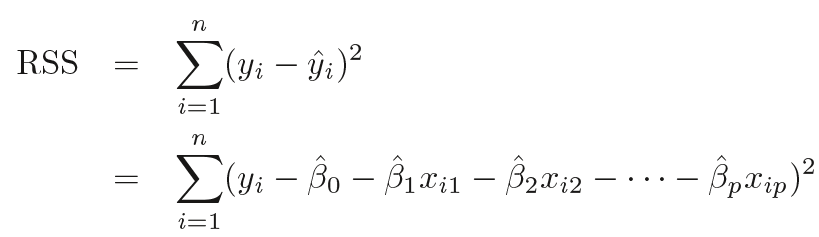 RSS = \sum_{i=1}^{n} (y_i - \hat{y}_i)^2
= \sum_{i=1}^{n} (y_i - \hat{\beta}_0 - \hat{\beta}_1 x_{i1} - \hat{\beta}_2 x_{i2} - \cdots - \hat{\beta}_p x_{ip})^2